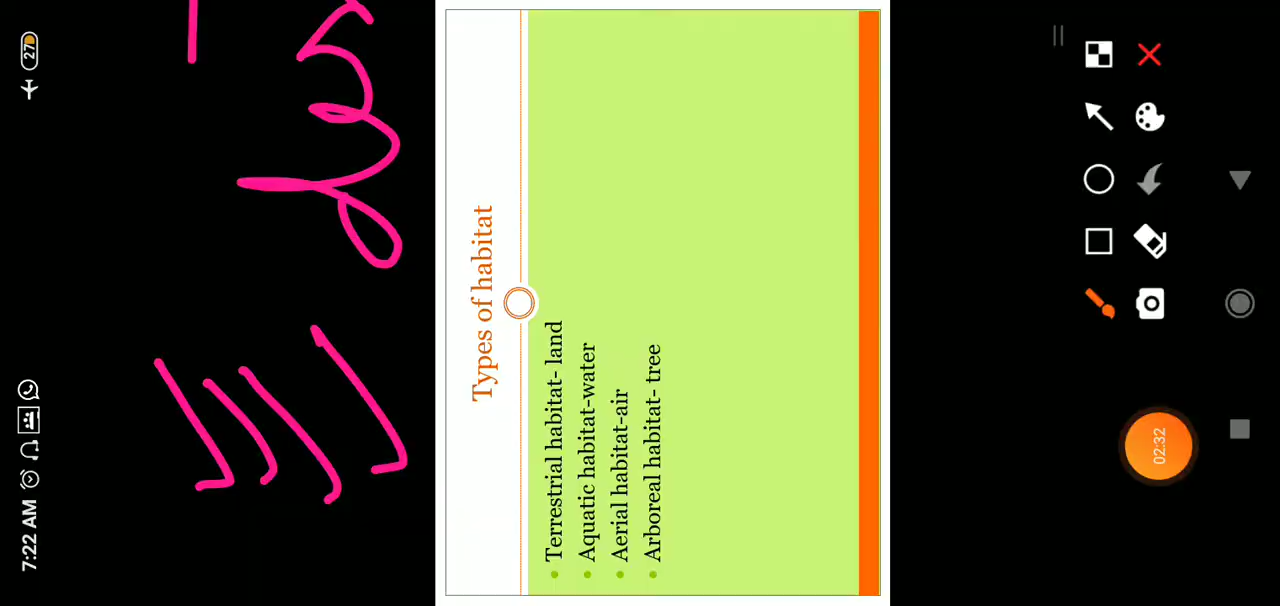 7:22 AM
27
Types of habitat
• Terrestrial habitat- land
• Aquatic habitat-water
• Aerial habitat-air
• Arboreal habitat- tree
02:32